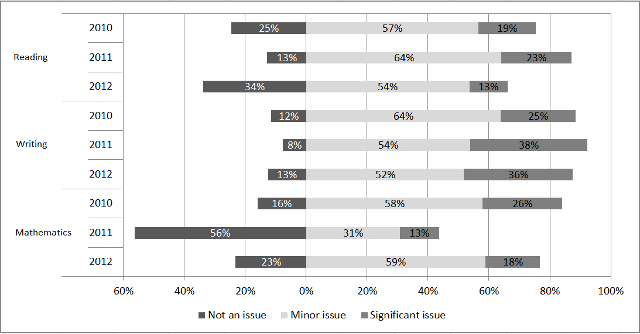 2010 25% 57% 19%
Reading 2011 13% 64% 23%
2012 34% 54% 13%
2010 12% 64% 25%
Writing 2011 8% 54% 38%
2012 13% 52% 36%
2010 16% 58% 26%
Mathematics 2011 56% 31% 13%
2012 23% 59% 18%
60% 40% 20% 0% 20% 40% 60% 80% 100%
Not an issue Minor issue Significant issue